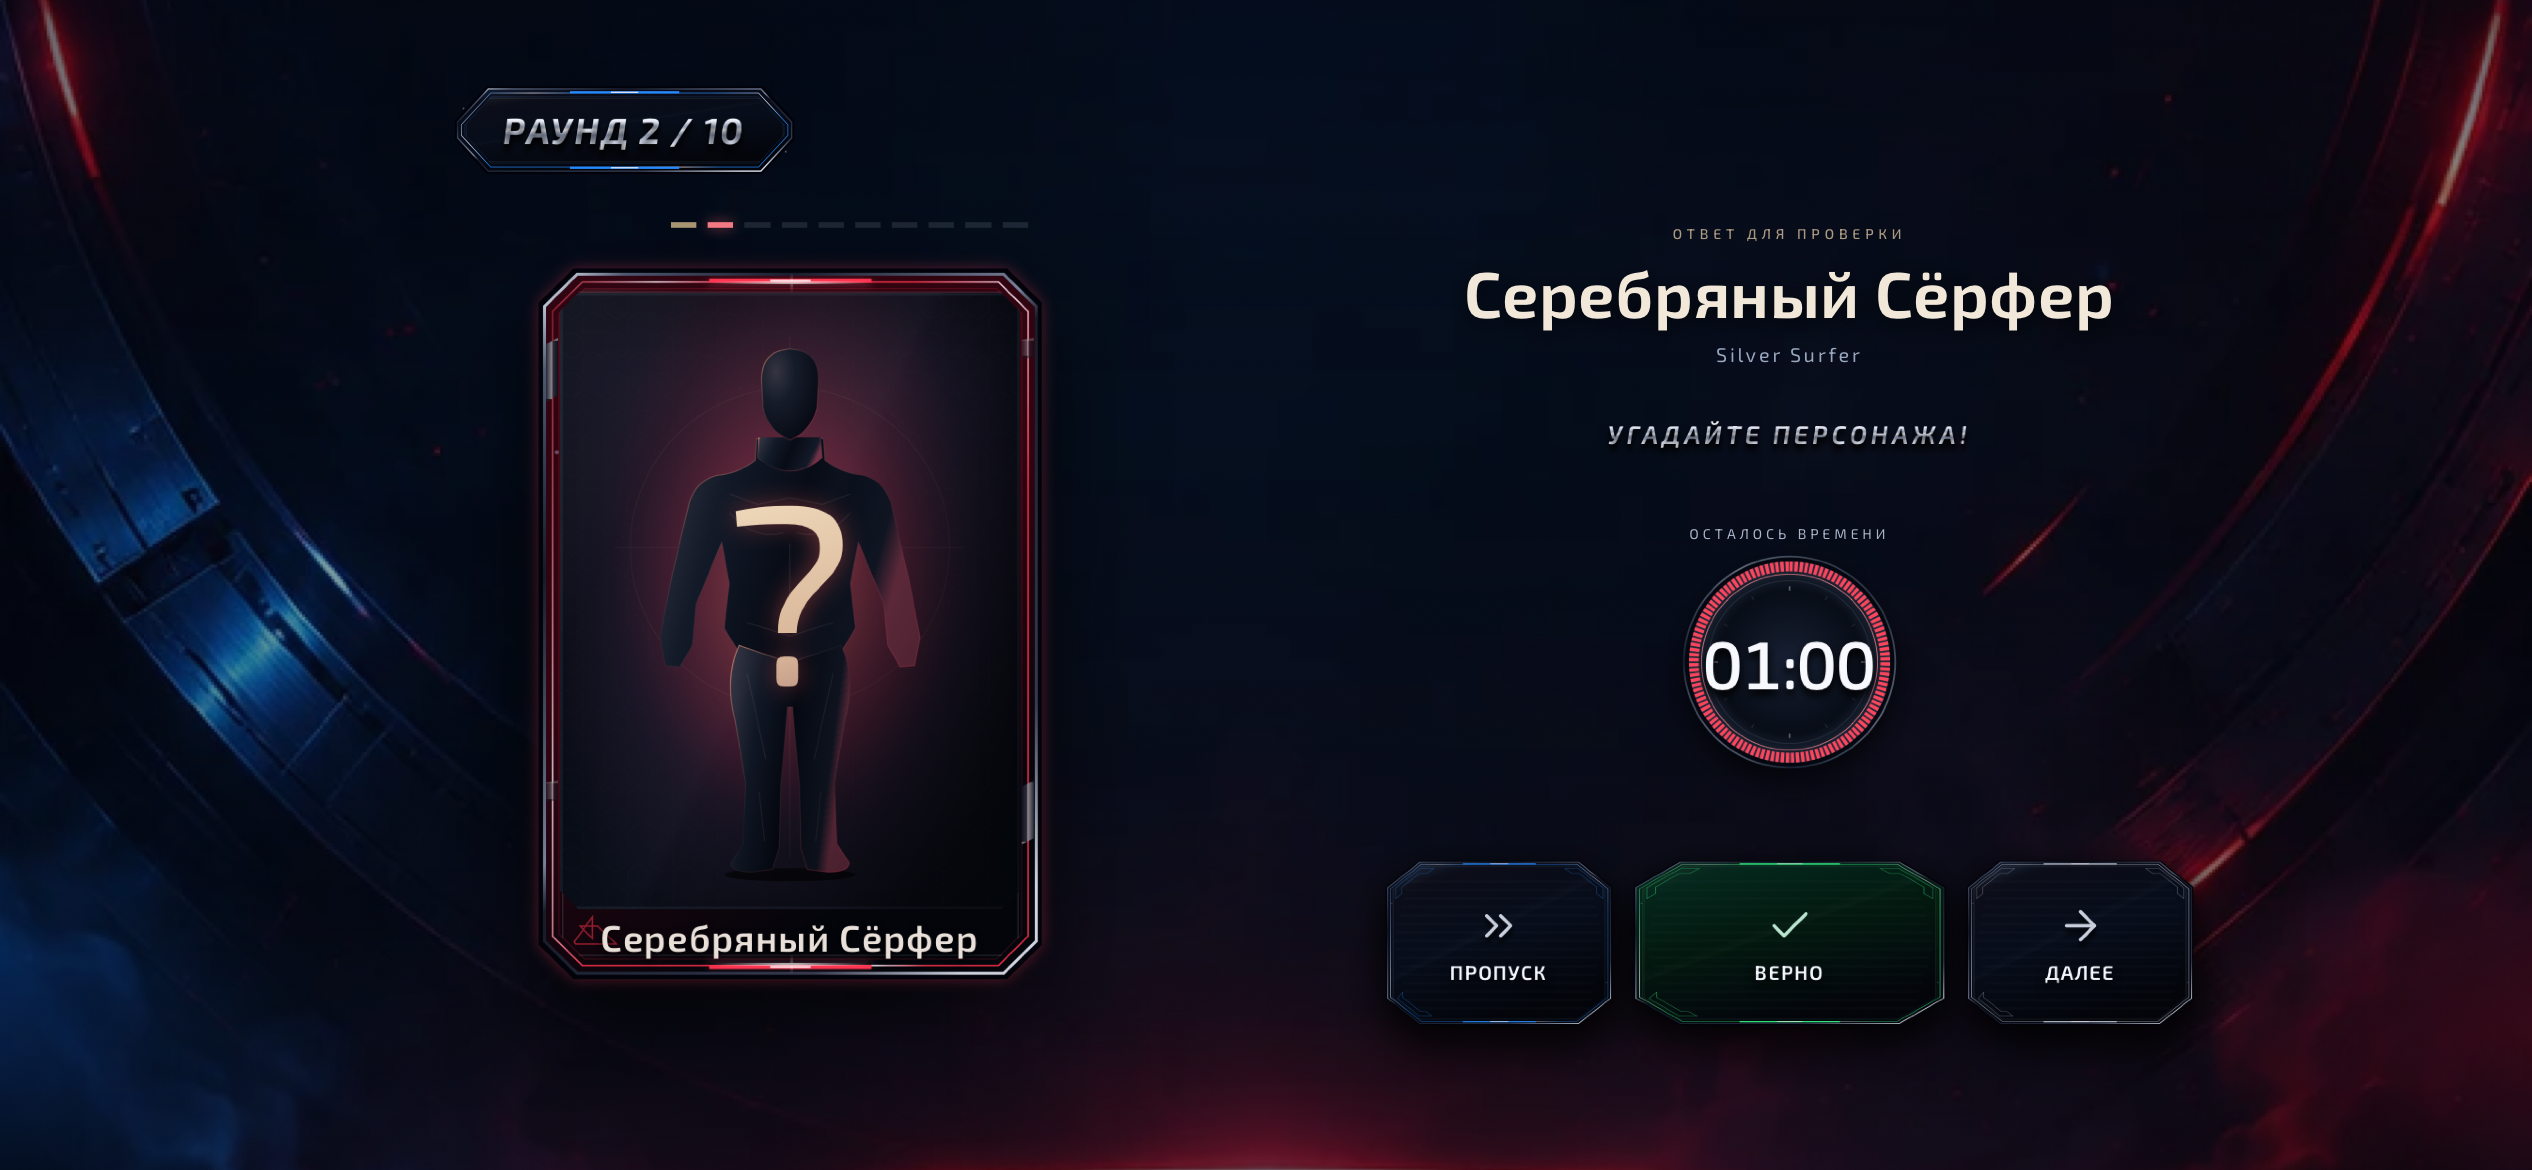 РАУНД 2 / 10
?
Серебряный Сёрфер
ОТВЕТ ДЛЯ ПРОВЕРКИ
Серебряный Сёрфер
Silver Surfer
УГАДАЙТЕ ПЕРСОНАЖА!
ОСТАЛОСЬ ВРЕМЕНИ
01:00
ПРОПУСК
ВЕРНО
ДАЛЕЕ